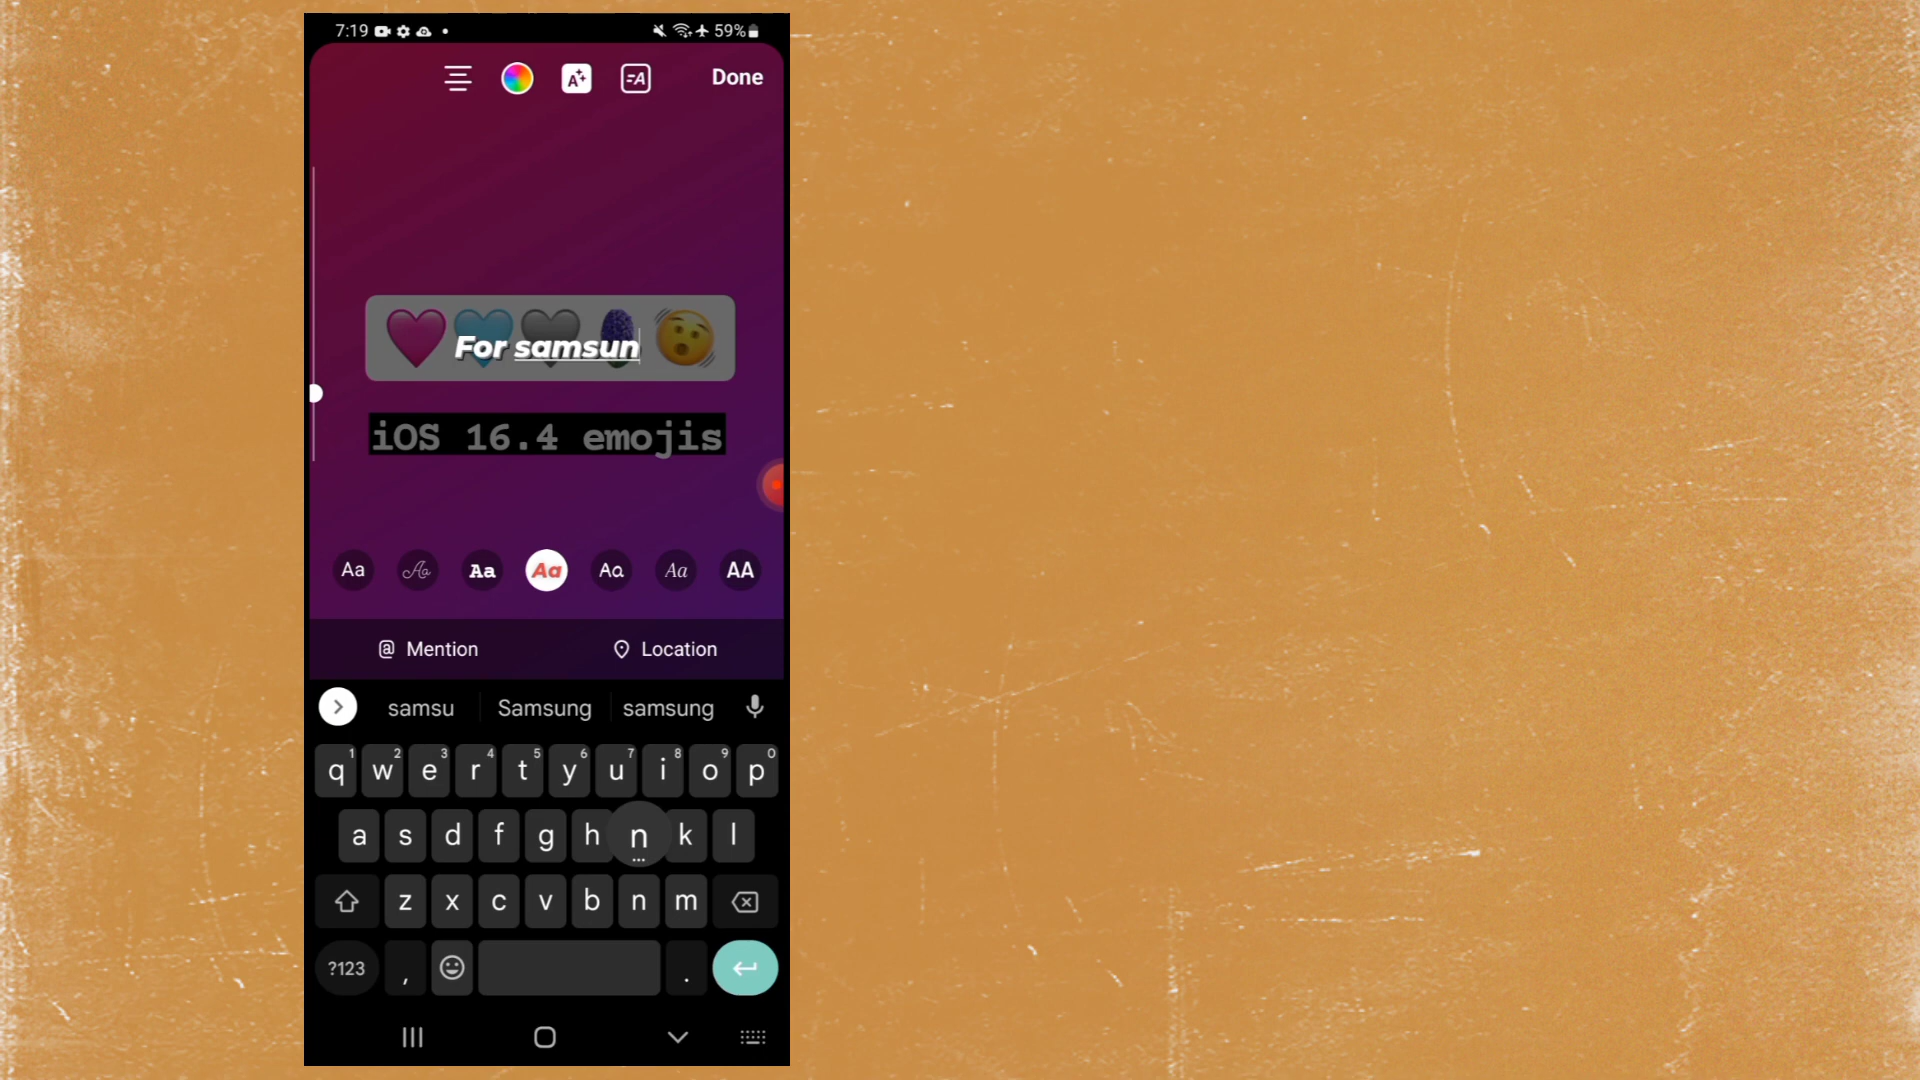 7:19 59%
Done
For samsun
iOS 16.4 emojis
Aa Aa Aa Aa Aa Aa AA
Mention Location
samsu Samsung samsung
1 2 3 4 5 6 7 8 9 0
q w e r t y u i o p
a s d f g h n k l
z x c v b n m
?123 , .